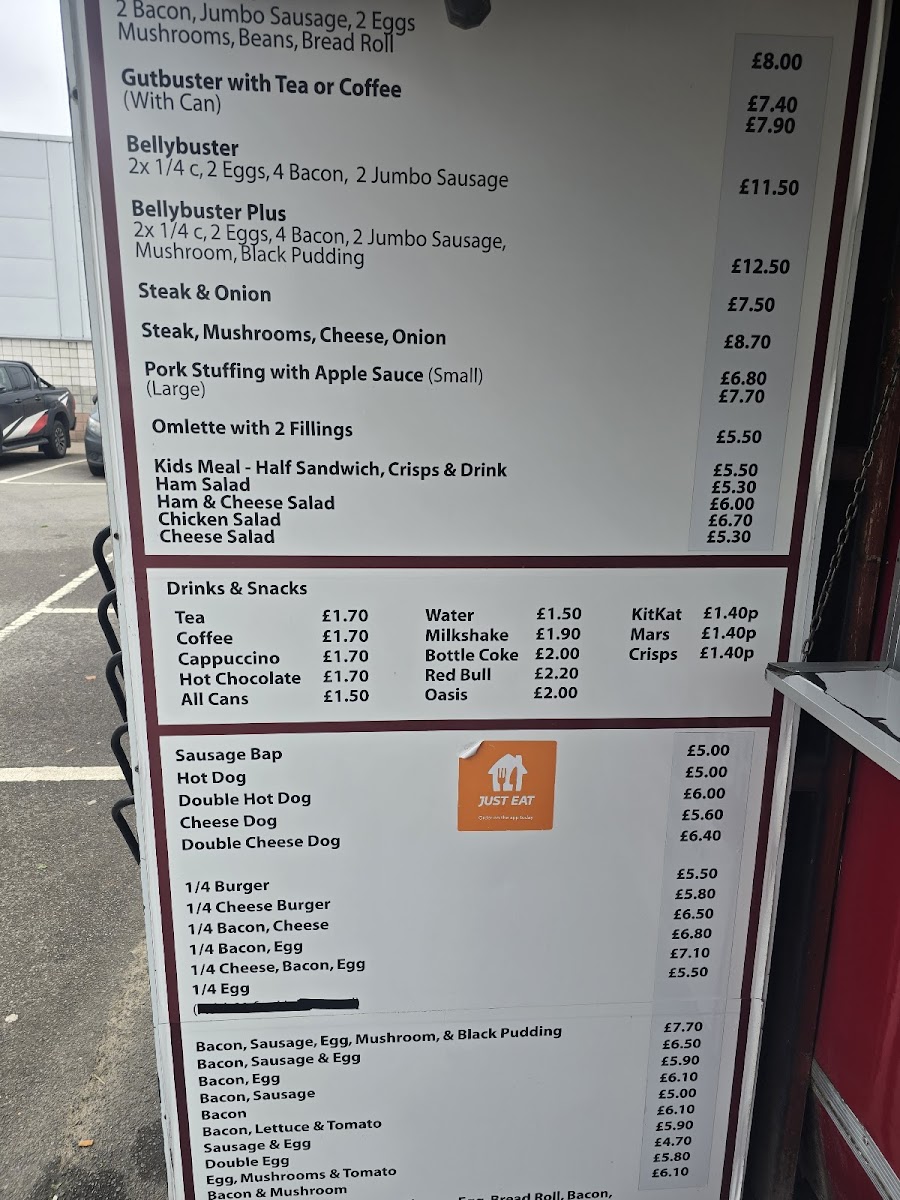 2 Bacon, Jumbo Sausage, 2 Eggs
Mushrooms, Beans, Bread Roll £8.00
Gutbuster with Tea or Coffee £7.40
(With Can) £7.90
Bellybuster
2x 1/4 c, 2 Eggs, 4 Bacon, 2 Jumbo Sausage £11.50
Bellybuster Plus
2x 1/4 c, 2 Eggs, 4 Bacon, 2 Jumbo Sausage,
Mushroom, Black Pudding £12.50
Steak & Onion £7.50
Steak, Mushrooms, Cheese, Onion £8.70
Pork Stuffing with Apple Sauce (Small) £6.80
(Large) £7.70
Omlette with 2 Fillings £5.50
Kids Meal - Half Sandwich, Crisps & Drink £5.50
Ham Salad £5.30
Ham & Cheese Salad £6.00
Chicken Salad £6.70
Cheese Salad £5.30
Drinks & Snacks
Tea £1.70 Water £1.50 KitKat £1.40p
Coffee £1.70 Milkshake £1.90 Mars £1.40p
Cappuccino £1.70 Bottle Coke £2.00 Crisps £1.40p
Hot Chocolate £1.70 Red Bull £2.20
All Cans £1.50 Oasis £2.00
Sausage Bap £5.00
Hot Dog £5.00
Double Hot Dog £6.00
Cheese Dog £5.60
Double Cheese Dog £6.40
JUST EAT
Order on the app today
1/4 Burger £5.50
1/4 Cheese Burger £5.80
1/4 Bacon, Cheese £6.50
1/4 Bacon, Egg £6.80
1/4 Cheese, Bacon, Egg £7.10
1/4 Egg £5.50
Bacon, Sausage, Egg, Mushroom, & Black Pudding £7.70
Bacon, Sausage & Egg £6.50
Bacon, Egg £5.90
Bacon, Sausage £6.10
Bacon £5.00
Bacon, Lettuce & Tomato £6.10
Sausage & Egg £5.90
Double Egg £4.70
Egg, Mushrooms & Tomato £5.80
Bacon & Mushroom £6.10
Egg, Bread Roll, Bacon,